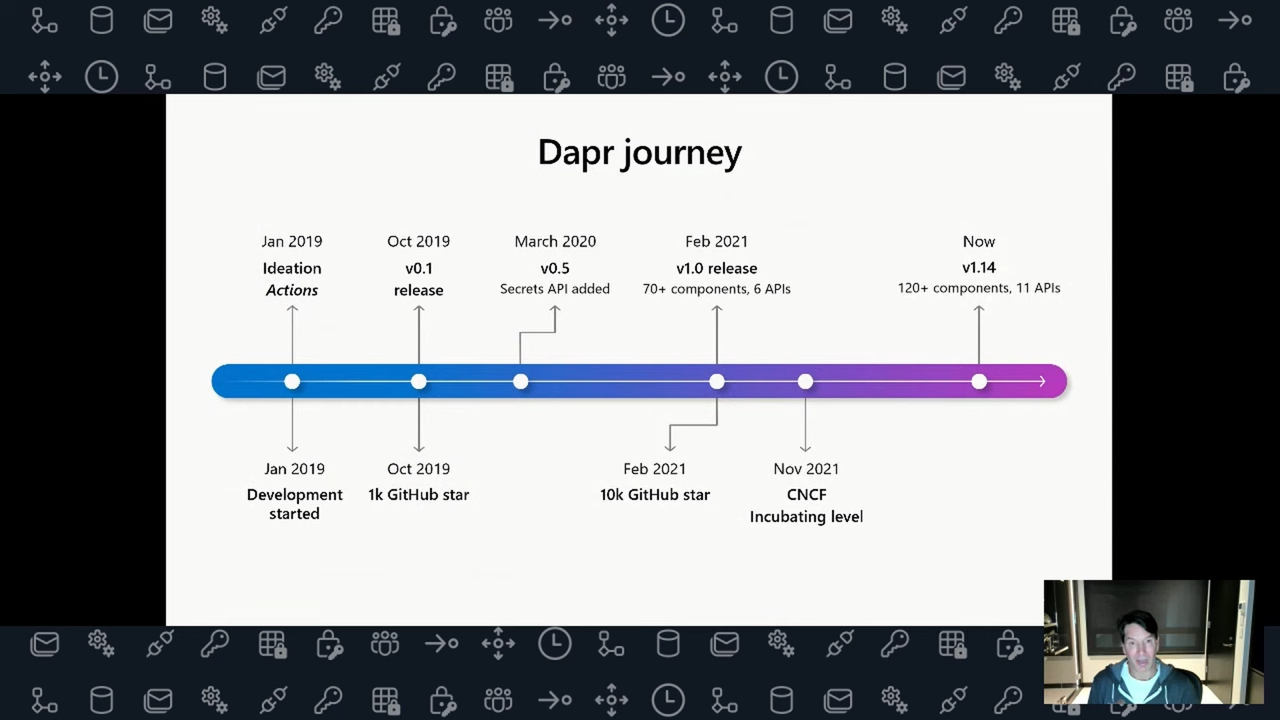 Dapr journey
Jan 2019
Ideation
Actions
Oct 2019
v0.1
release
March 2020
v0.5
Secrets API added
Feb 2021
v1.0 release
70+ components, 6 APIs
Now
v1.14
120+ components, 11 APIs
Jan 2019
Development
started
Oct 2019
1k GitHub star
Feb 2021
10k GitHub star
Nov 2021
CNCF
Incubating level